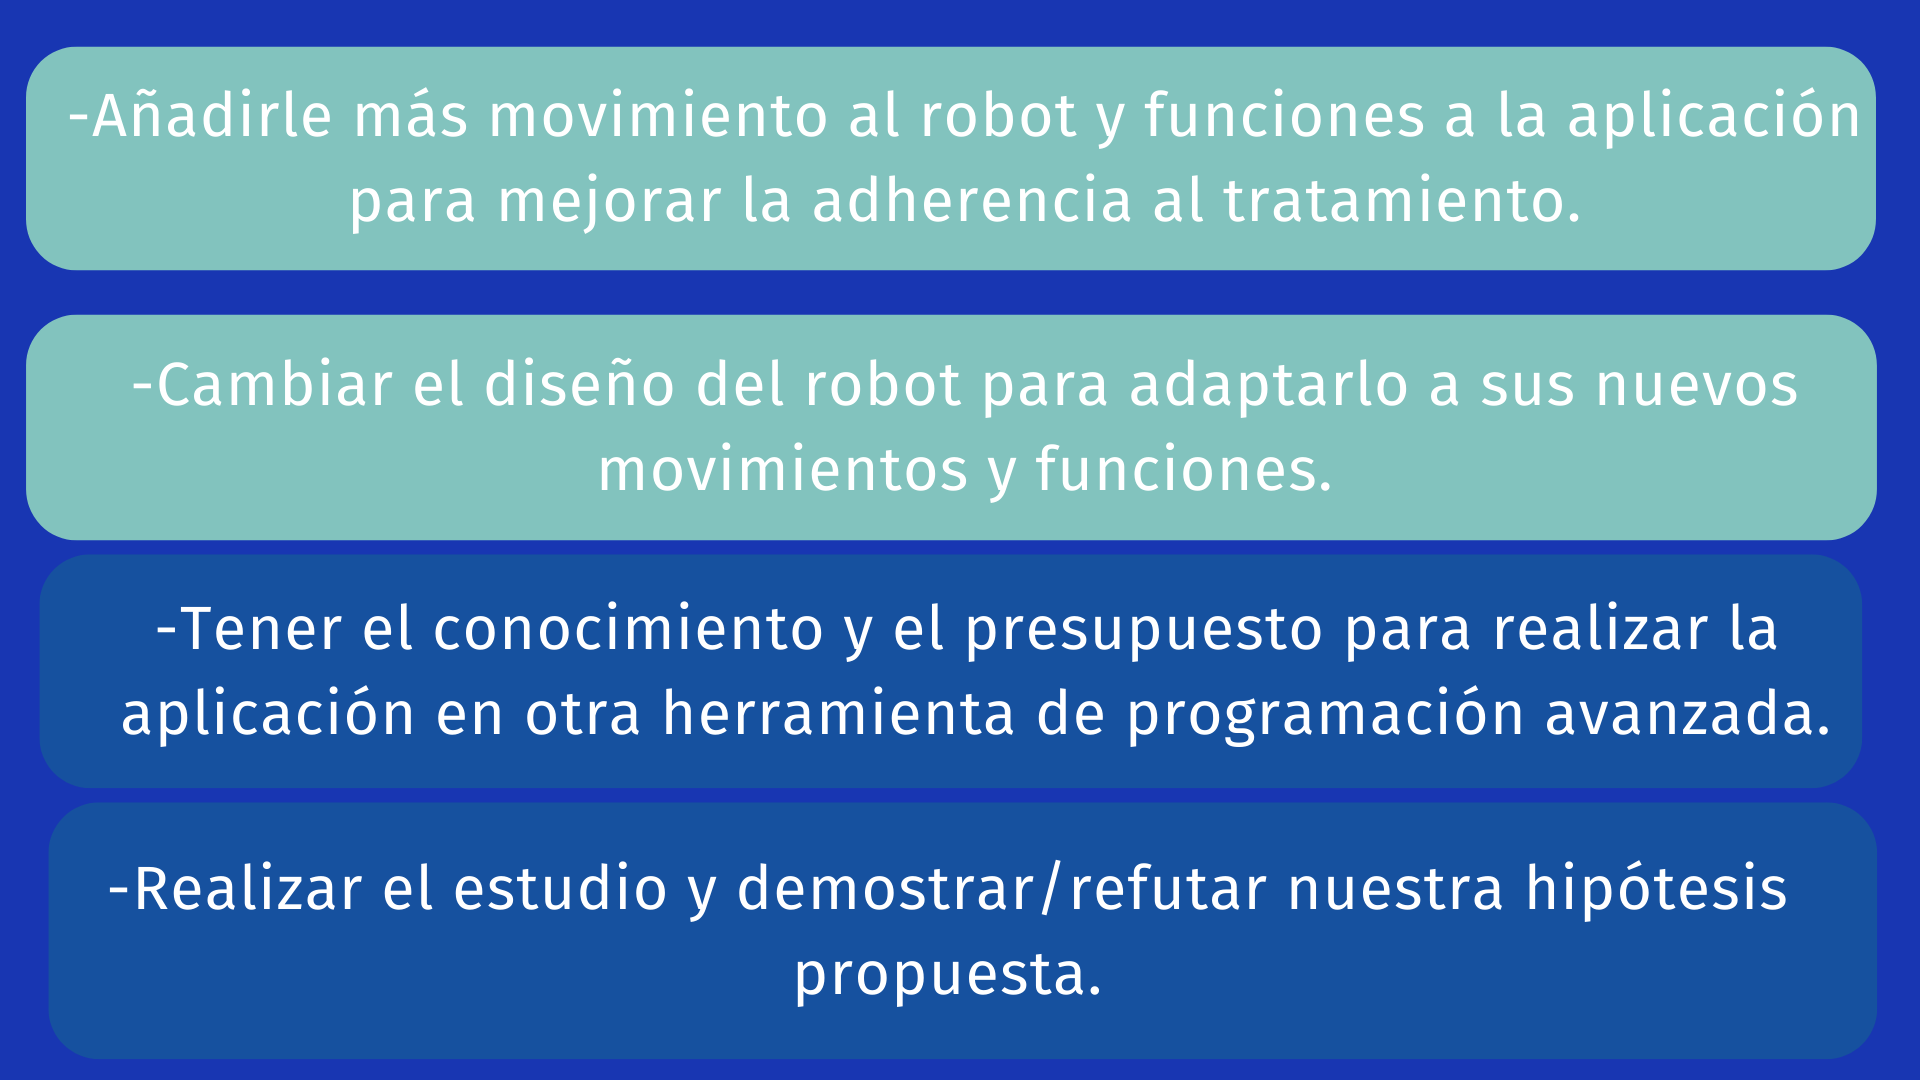 -Añadirle más movimiento al robot y funciones a la aplicación
para mejorar la adherencia al tratamiento.
-Cambiar el diseño del robot para adaptarlo a sus nuevos
movimientos y funciones.
-Tener el conocimiento y el presupuesto para realizar la
aplicación en otra herramienta de programación avanzada.
-Realizar el estudio y demostrar/refutar nuestra hipótesis
propuesta.